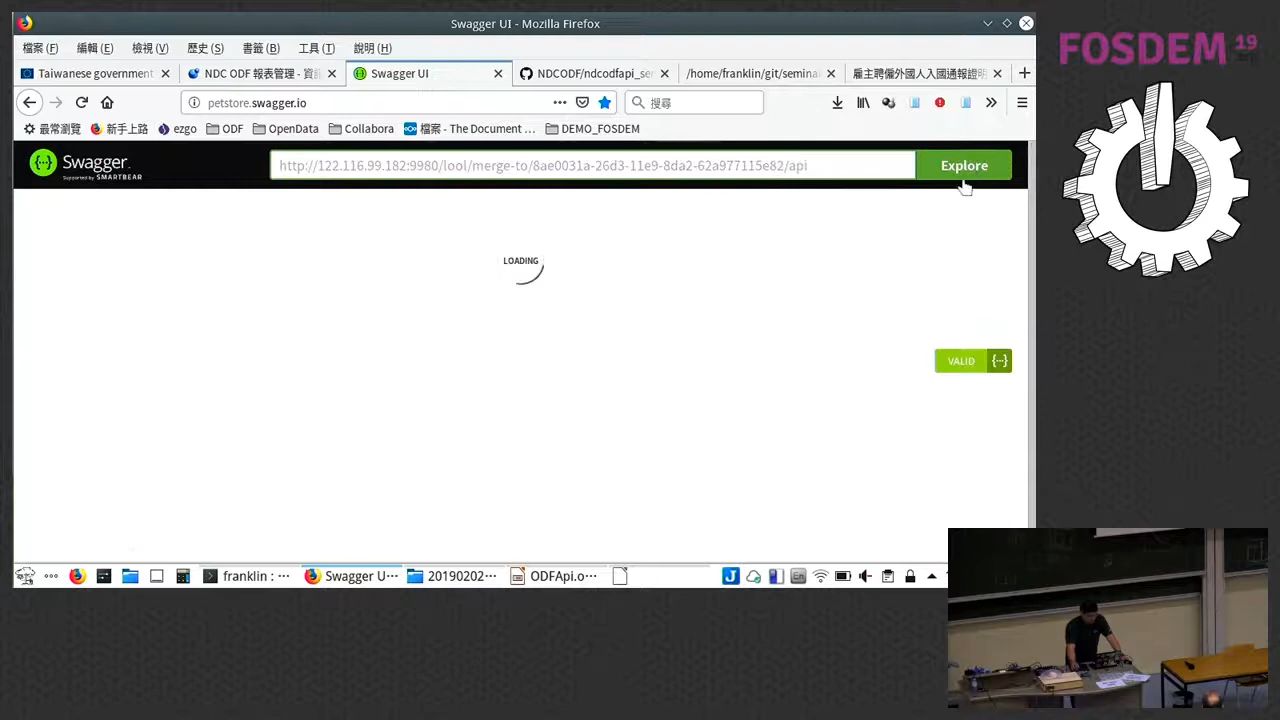 Swagger UI - Mozilla Firefox
FOSDEM 19
檔案 (F) 編輯 (E) 檢視 (V) 歷史 (S) 書籤 (B) 工具 (T) 說明 (H)
Taiwanese government NDC ODF 報表管理 - 資訊 Swagger UI NDCODF/ndcodfapi_ser /home/franklin/git/semina 雇主聘僱外國人入國通報證明
petstore.swagger.io
搜尋
最常瀏覽 新手上路 ezgo ODF OpenData Collabora 檔案 - The Document ... DEMO_FOSDEM
Swagger.
Supported by SMARTBEAR
http://122.116.99.182:9980/lool/merge-to/8ae0031a-26d3-11e9-8da2-62a977115e82/api
Explore
LOADING
VALID {...}
franklin : ··· Swagger U··· 20190202··· ODFApi.o··· J En